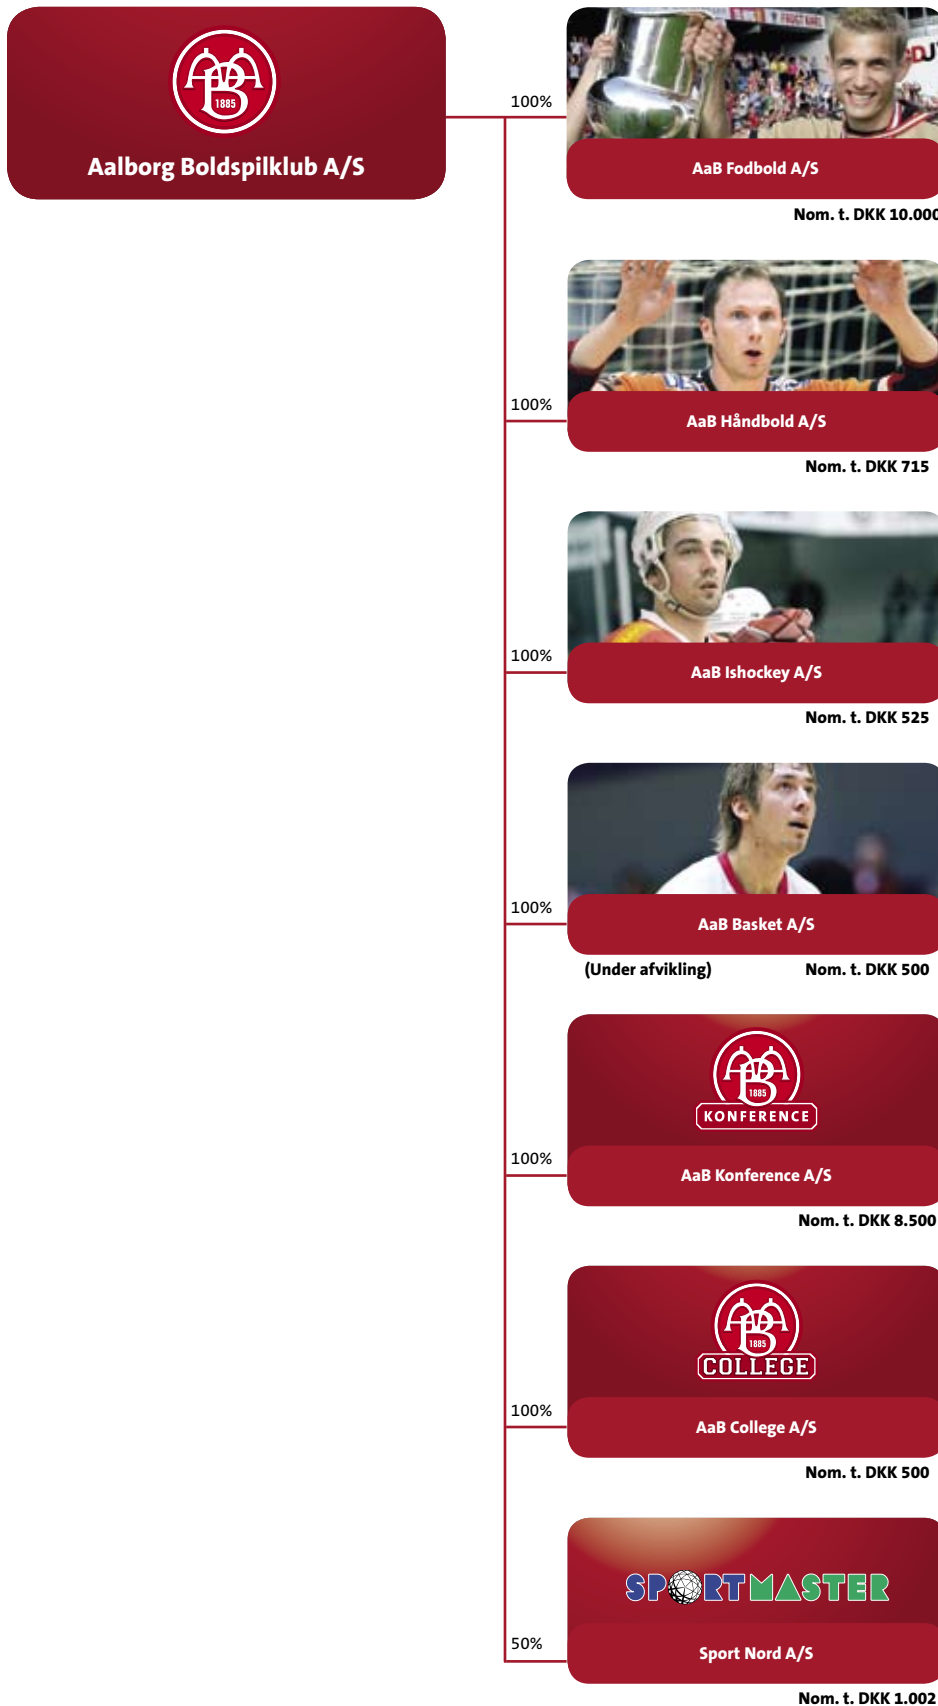 1885
Aalborg Boldspilklub A/S
100%
AaB Fodbold A/S
Nom. t. DKK 10.000
100%
AaB Håndbold A/S
Nom. t. DKK 715
100%
AaB Ishockey A/S
Nom. t. DKK 525
100%
AaB Basket A/S
(Under afvikling) Nom. t. DKK 500
1885
KONFERENCE
100%
AaB Konference A/S
Nom. t. DKK 8.500
1885
COLLEGE
100%
AaB College A/S
Nom. t. DKK 500
SPORTMASTER
50%
Sport Nord A/S
Nom. t. DKK 1.002